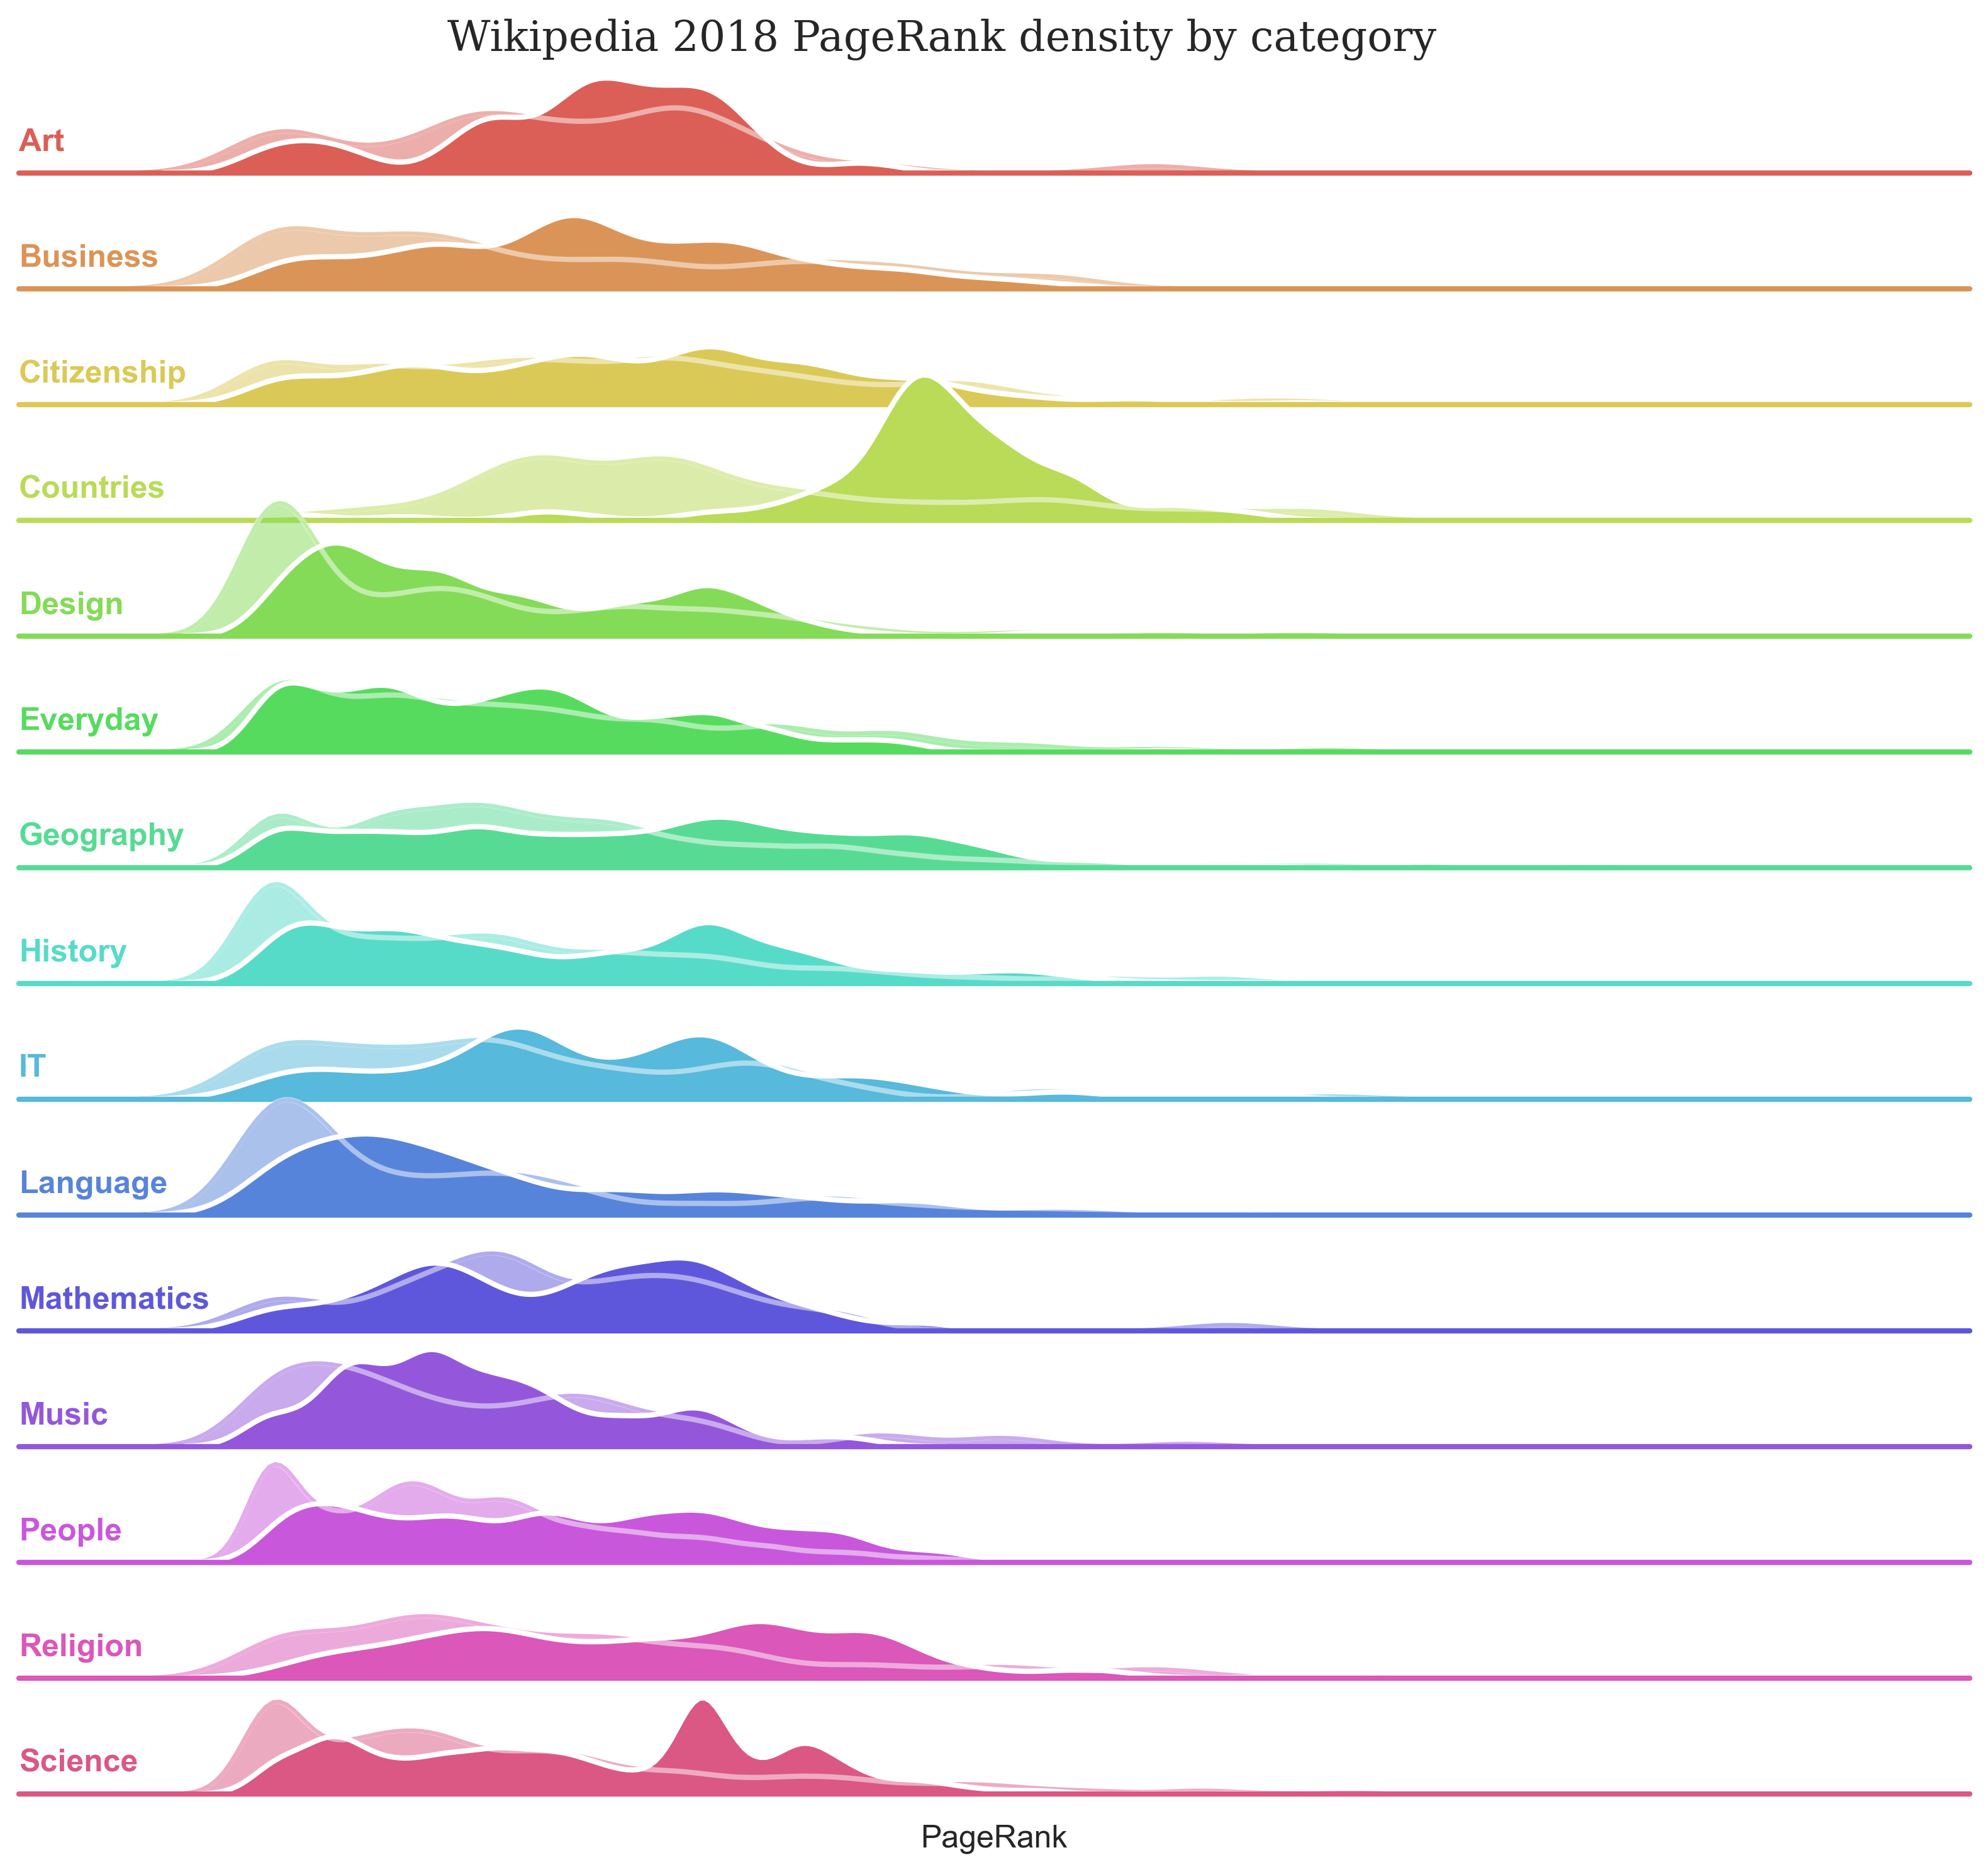 Wikipedia 2018 PageRank density by category
Art
Business
Citizenship
Countries
Design
Everyday
Geography
History
IT
Language
Mathematics
Music
People
Religion
Science
PageRank